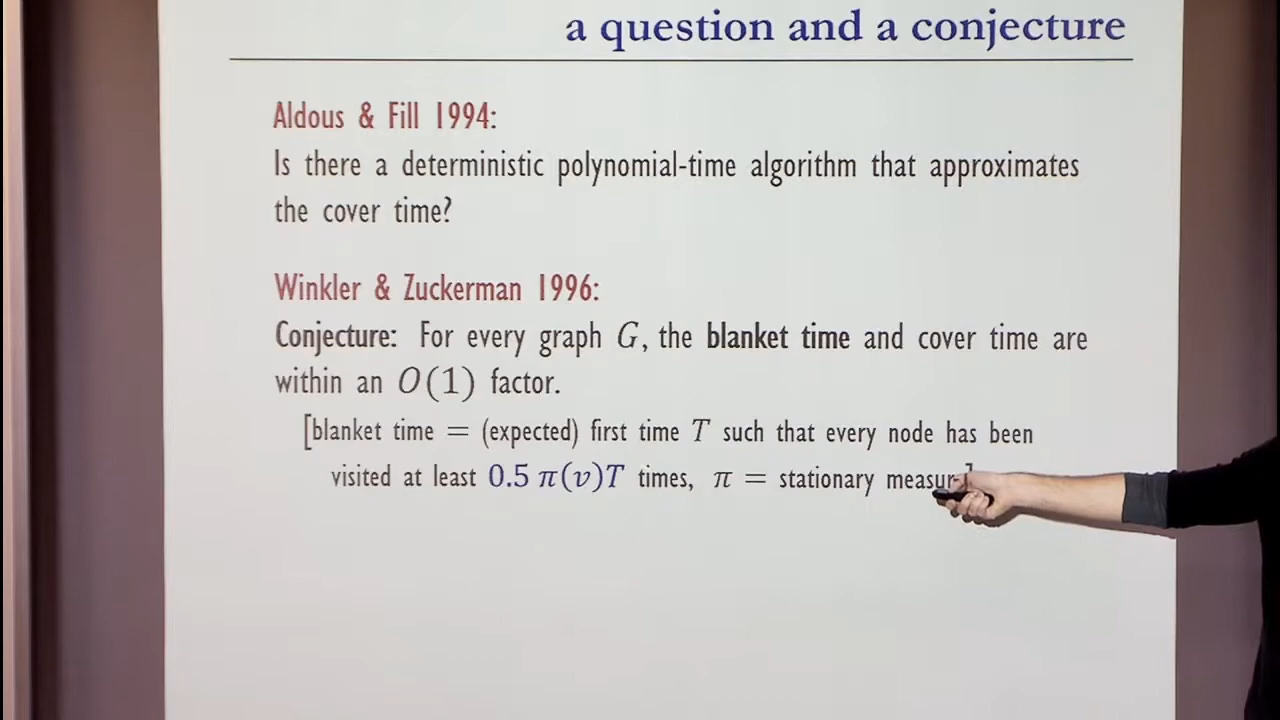 a question and a conjecture
Aldous & Fill 1994:
Is there a deterministic polynomial-time algorithm that approximates
the cover time?
Winkler & Zuckerman 1996:
Conjecture: For every graph G, the blanket time and cover time are
within an O(1) factor.
[blanket time = (expected) first time T such that every node has been
visited at least 0.5 π(v)T times, π = stationary measur]